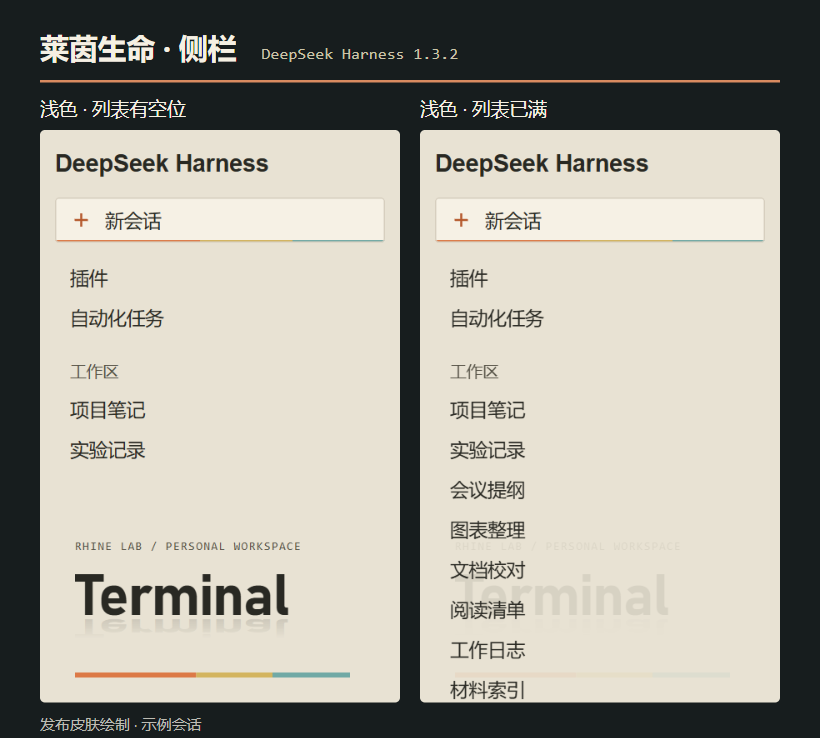 莱茵生命 · 侧栏 DeepSeek Harness 1.3.2
浅色 · 列表有空位
DeepSeek Harness
+ 新会话
插件
自动化任务
工作区
项目笔记
实验记录
RHINE LAB / PERSONAL WORKSPACE
Terminal
浅色 · 列表已满
DeepSeek Harness
+ 新会话
插件
自动化任务
工作区
项目笔记
实验记录
会议提纲
图表整理
RHINE LAB / PERSONAL WORKSPACE
文档校对
Terminal
阅读清单
工作日志
材料索引
发布皮肤绘制 · 示例会话